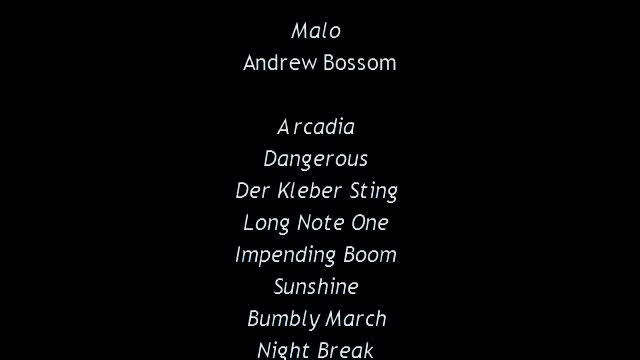 Malo
Andrew Bossom
Arcadia
Dangerous
Der Kleber Sting
Long Note One
Impending Boom
Sunshine
Bumbly March
Night Break